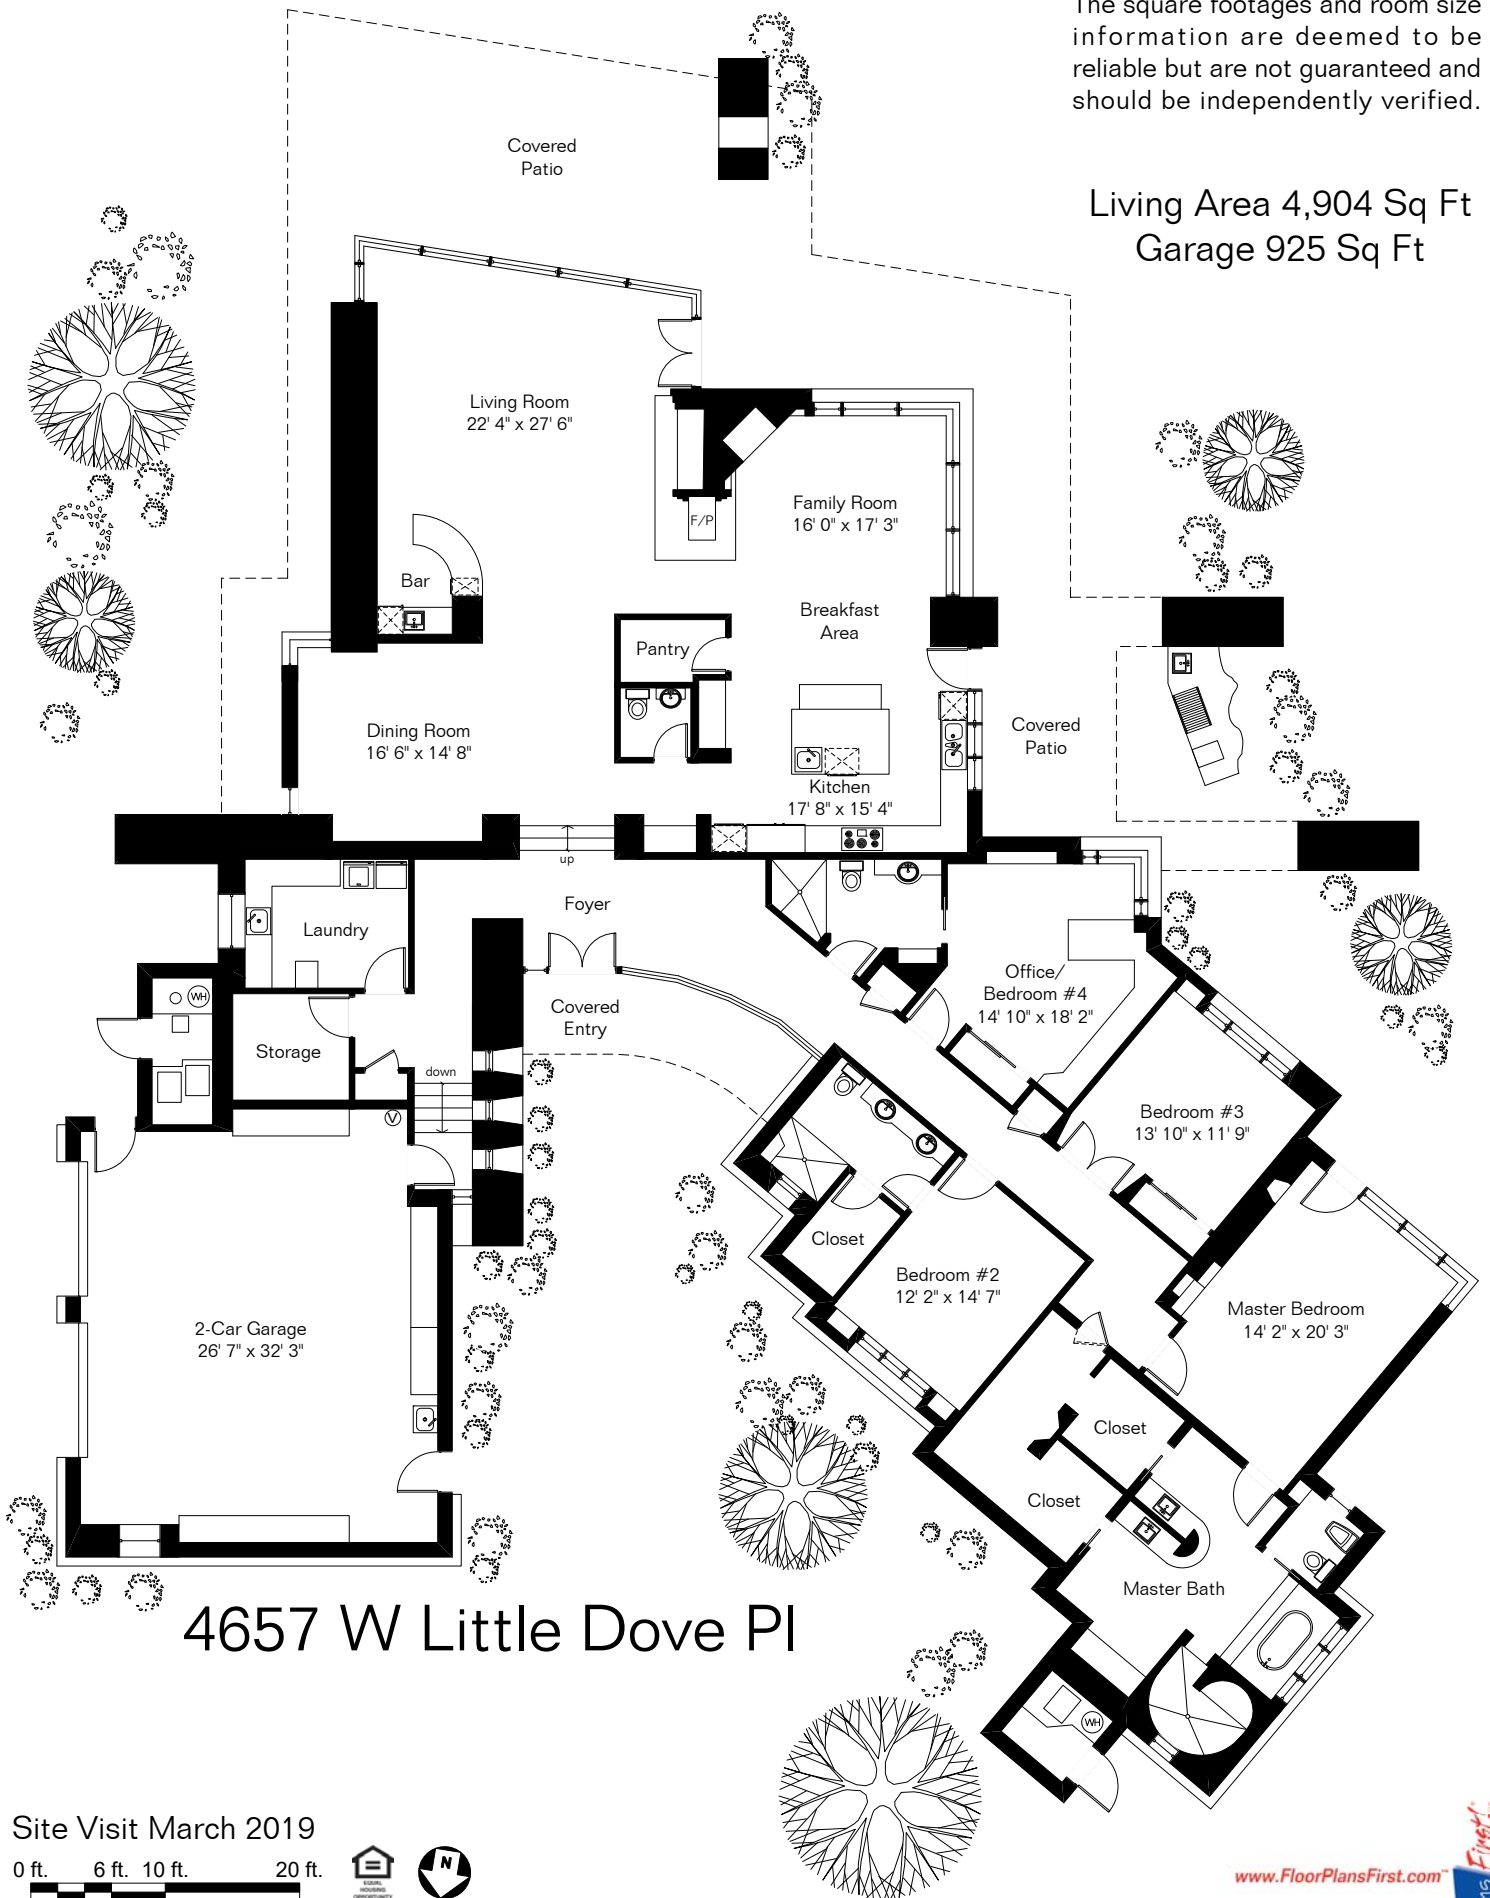 The square footages and room size
information are deemed to be
reliable but are not guaranteed and
should be independently verified.
Living Area 4,904 Sq Ft
Garage 925 Sq Ft
Covered
Patio
Living Room
22' 4" x 27' 6"
Family Room
16' 0" x 17' 3"
F/P
Bar
Breakfast
Area
Pantry
Dining Room
16' 6" x 14' 8"
Covered
Patio
Kitchen
17' 8" x 15' 4"
up
Foyer
Laundry
Office/
Bedroom #4
14' 10" x 18' 2"
WH
Covered
Entry
Storage
down
V
Bedroom #3
13' 10" x 11' 9"
Closet
Bedroom #2
12' 2" x 14' 7"
Master Bedroom
14' 2" x 20' 3"
2-Car Garage
26' 7" x 32' 3"
Closet
Closet
Master Bath
4657 W Little Dove Pl
WH
Site Visit March 2019
0 ft. 6 ft. 10 ft. 20 ft.
EQUAL
HOUSING
OPPORTUNITY
N
www.FloorPlansFirst.com
First!